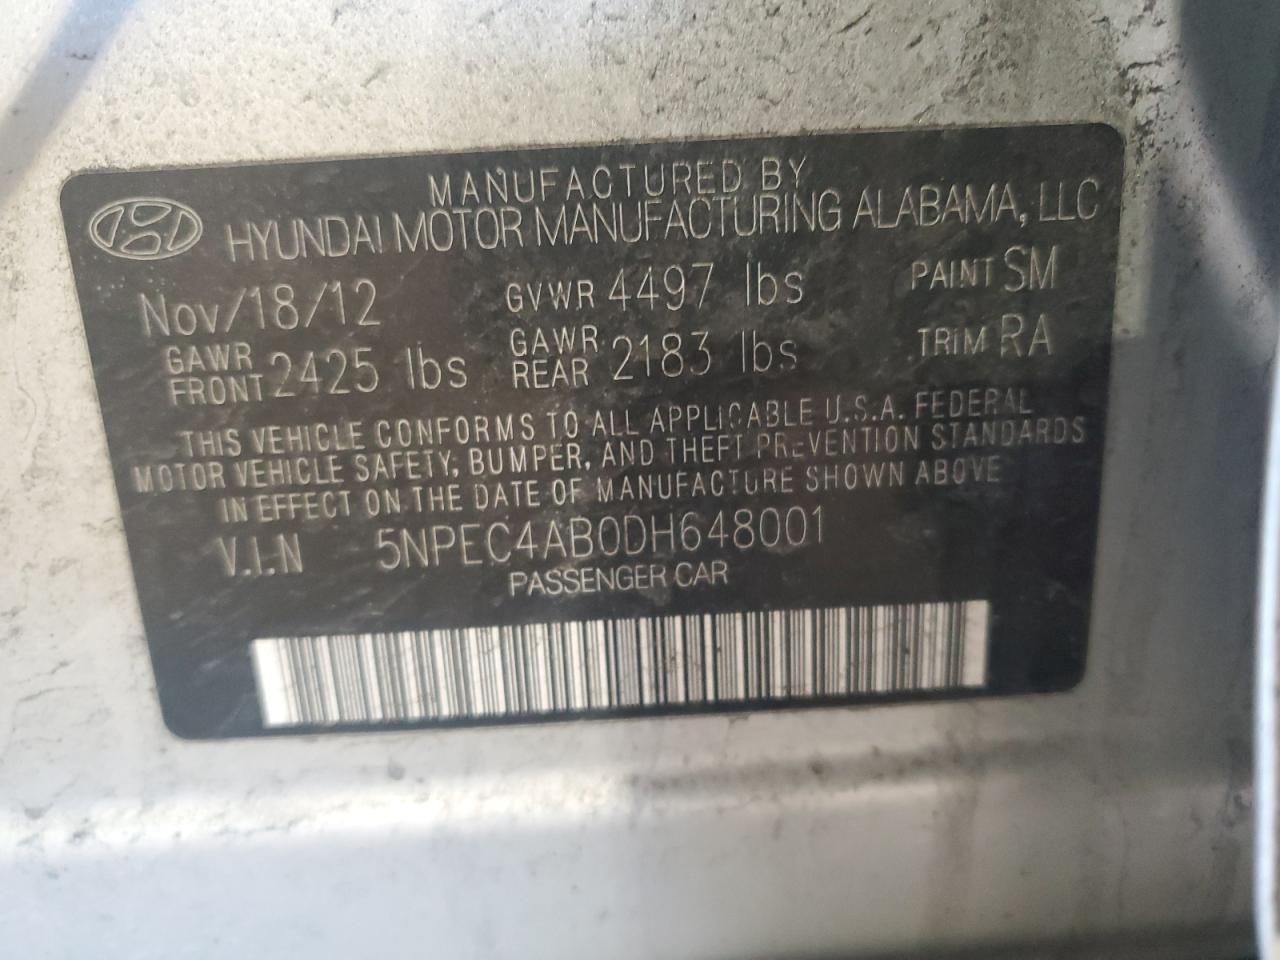 MANUFACTURED BY
HYUNDAI MOTOR MANUFACTURING ALABAMA, LLC
Nov/18/12 GVWR 4497 lbs PAINT SM
GAWR FRONT 2425 lbs GAWR REAR 2183 lbs TRIM RA
THIS VEHICLE CONFORMS TO ALL APPLICABLE U.S.A. FEDERAL
MOTOR VEHICLE SAFETY, BUMPER, AND THEFT PREVENTION STANDARDS
IN EFFECT ON THE DATE OF MANUFACTURE SHOWN ABOVE
V.I.N 5NPEC4AB0DH648001
PASSENGER CAR